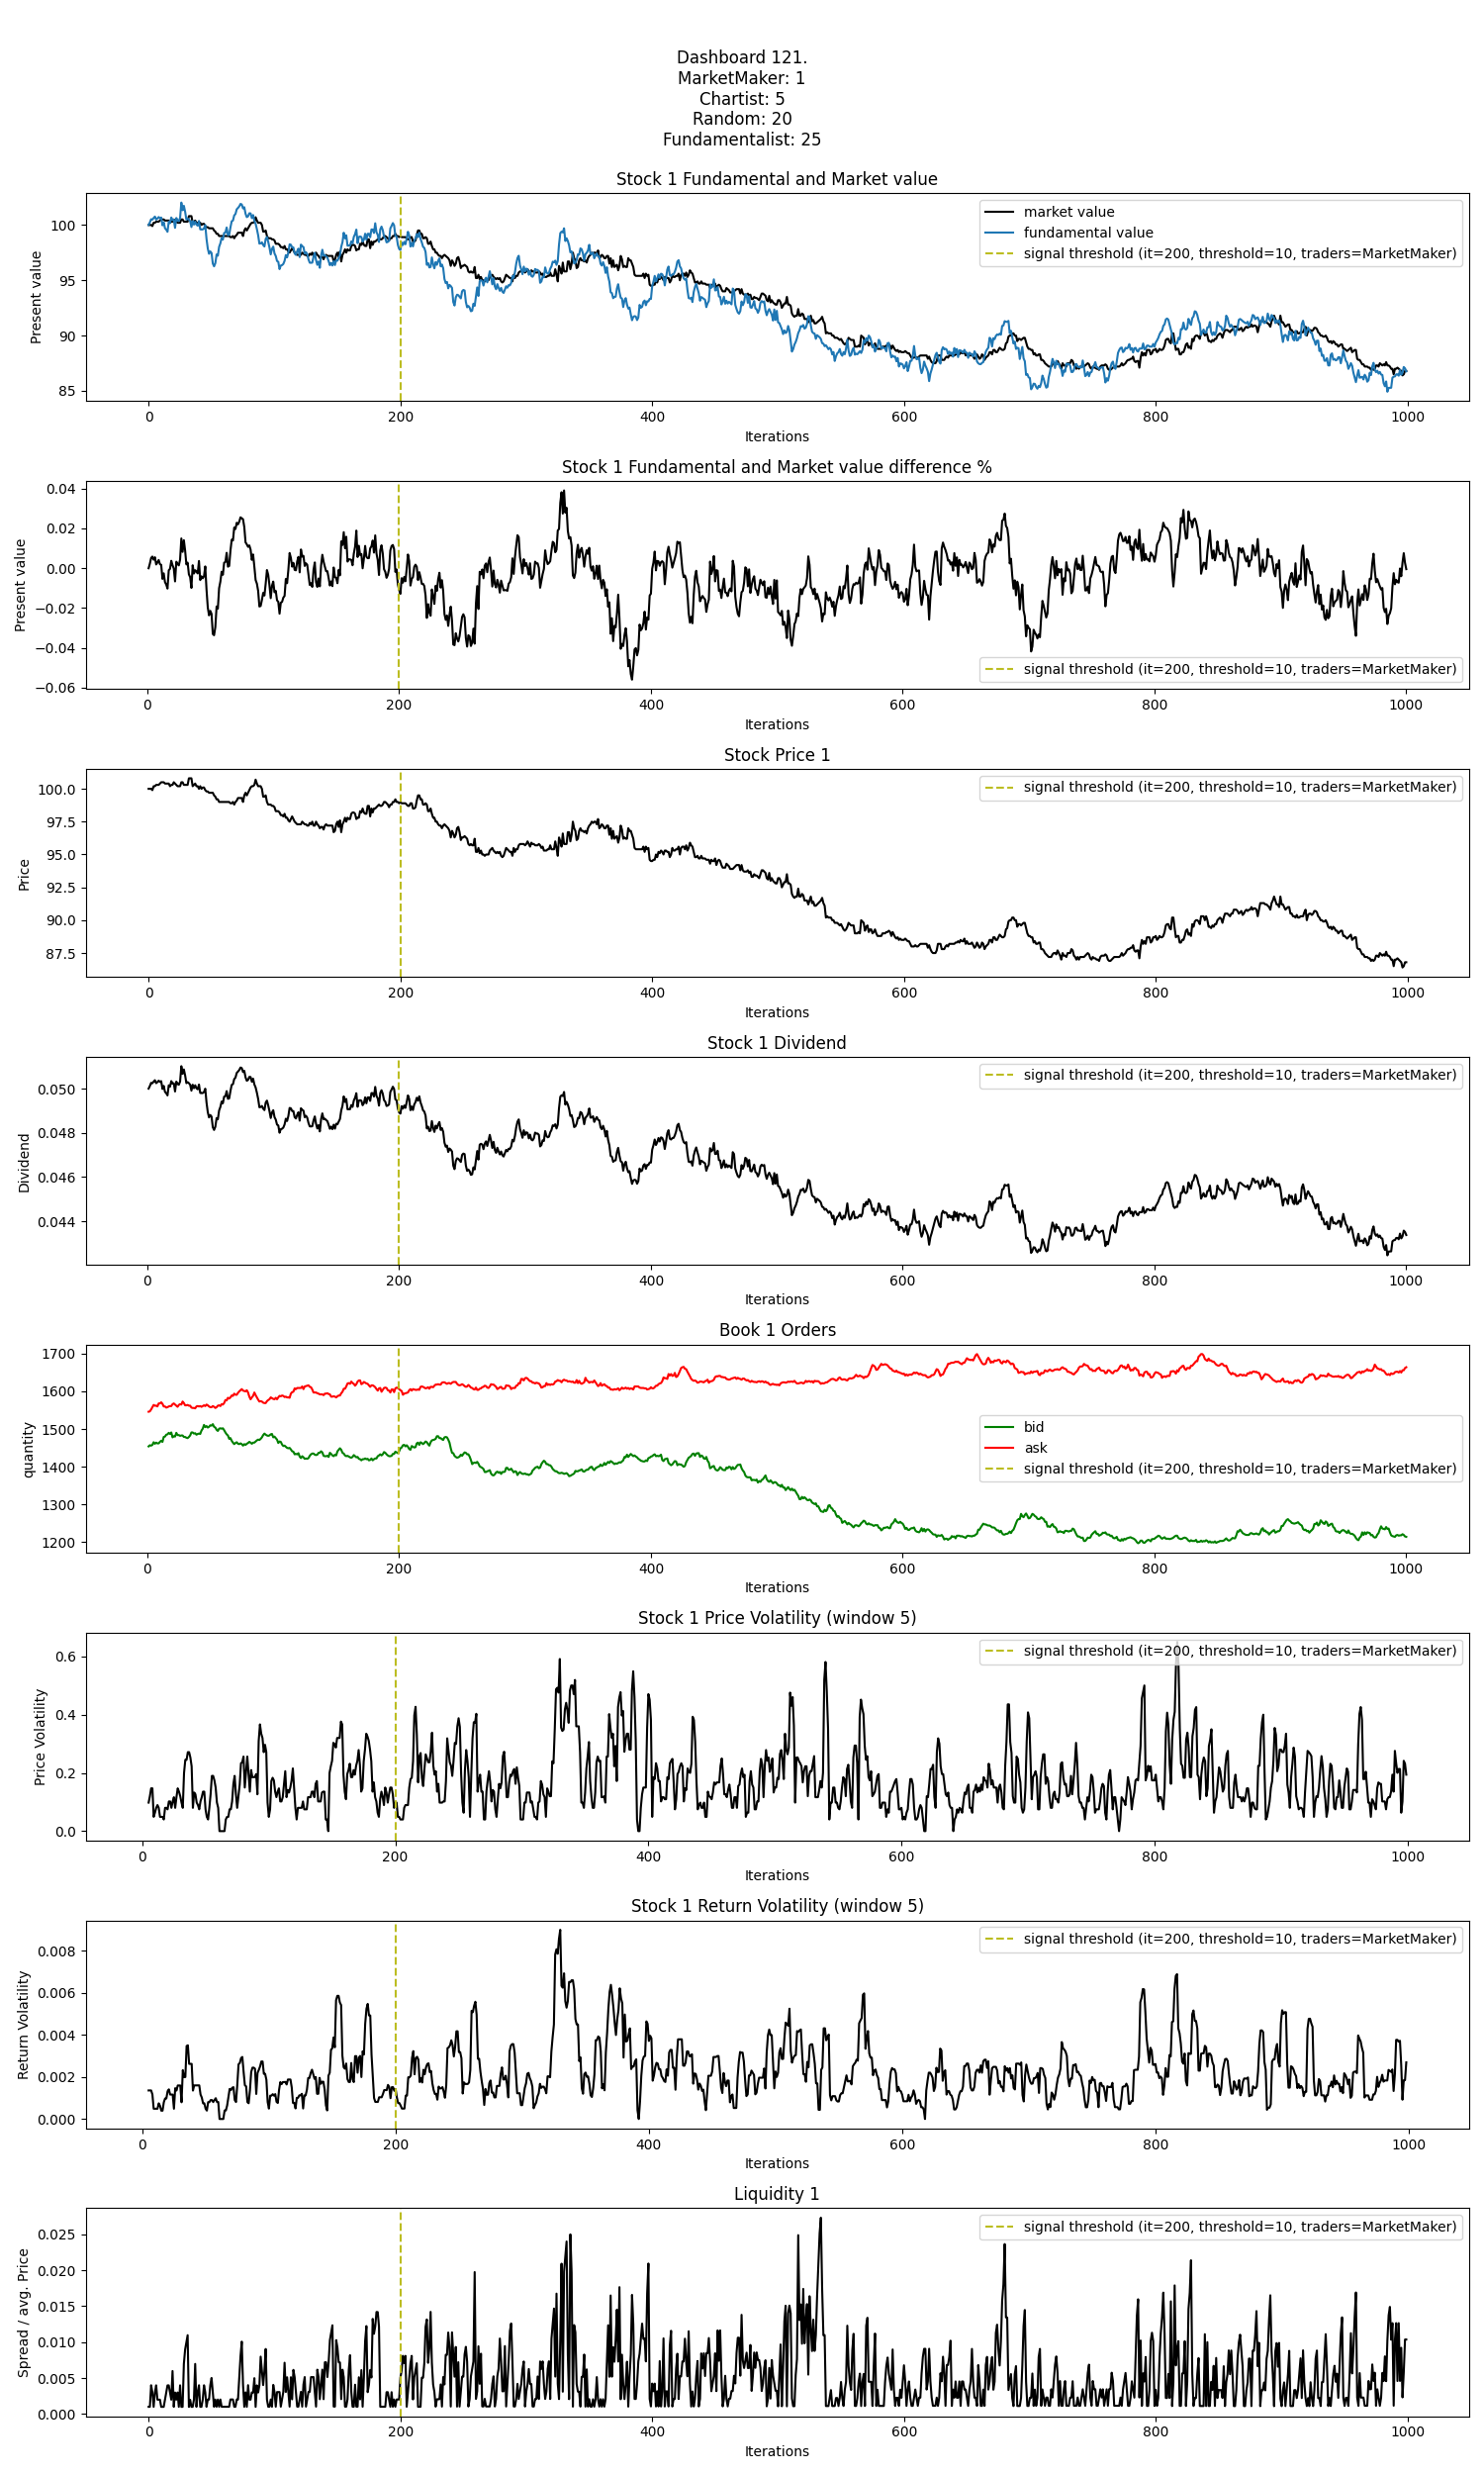 Dashboard 121.
MarketMaker: 1
Chartist: 5
Random: 20
Fundamentalist: 25
Stock 1 Fundamental and Market value
Present value
100
95
90
85
market value
fundamental value
signal threshold (it=200, threshold=10, traders=MarketMaker)
0 200 400 600 800 1000
Iterations
Stock 1 Fundamental and Market value difference %
Present value
0.04
0.02
0.00
−0.02
−0.04
−0.06
signal threshold (it=200, threshold=10, traders=MarketMaker)
0 200 400 600 800 1000
Iterations
Stock Price 1
Price
100.0
97.5
95.0
92.5
90.0
87.5
signal threshold (it=200, threshold=10, traders=MarketMaker)
0 200 400 600 800 1000
Iterations
Stock 1 Dividend
Dividend
0.050
0.048
0.046
0.044
signal threshold (it=200, threshold=10, traders=MarketMaker)
0 200 400 600 800 1000
Iterations
Book 1 Orders
quantity
1700
1600
1500
1400
1300
1200
bid
ask
signal threshold (it=200, threshold=10, traders=MarketMaker)
0 200 400 600 800 1000
Iterations
Stock 1 Price Volatility (window 5)
Price Volatility
0.6
0.4
0.2
0.0
signal threshold (it=200, threshold=10, traders=MarketMaker)
0 200 400 600 800 1000
Iterations
Stock 1 Return Volatility (window 5)
Return Volatility
0.008
0.006
0.004
0.002
0.000
signal threshold (it=200, threshold=10, traders=MarketMaker)
0 200 400 600 800 1000
Iterations
Liquidity 1
Spread / avg. Price
0.025
0.020
0.015
0.010
0.005
0.000
signal threshold (it=200, threshold=10, traders=MarketMaker)
0 200 400 600 800 1000
Iterations